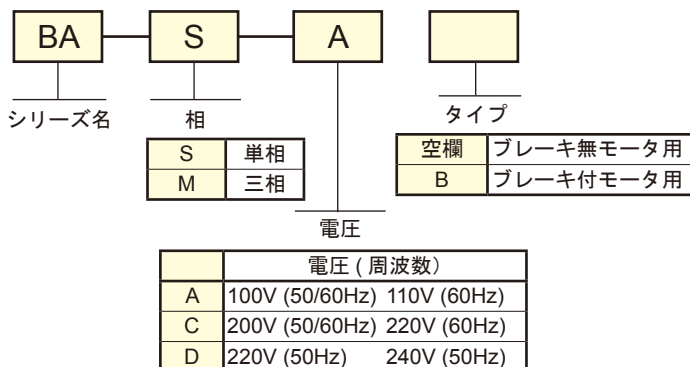 BA S A
シリーズ名 相 タイプ
S 単相
M 三相
空欄 ブレーキ無モータ用
B ブレーキ付モータ用
電圧
電圧 ( 周波数）
A 100V (50/60Hz) 110V (60Hz)
C 200V (50/60Hz) 220V (60Hz)
D 220V (50Hz) 240V (50Hz)